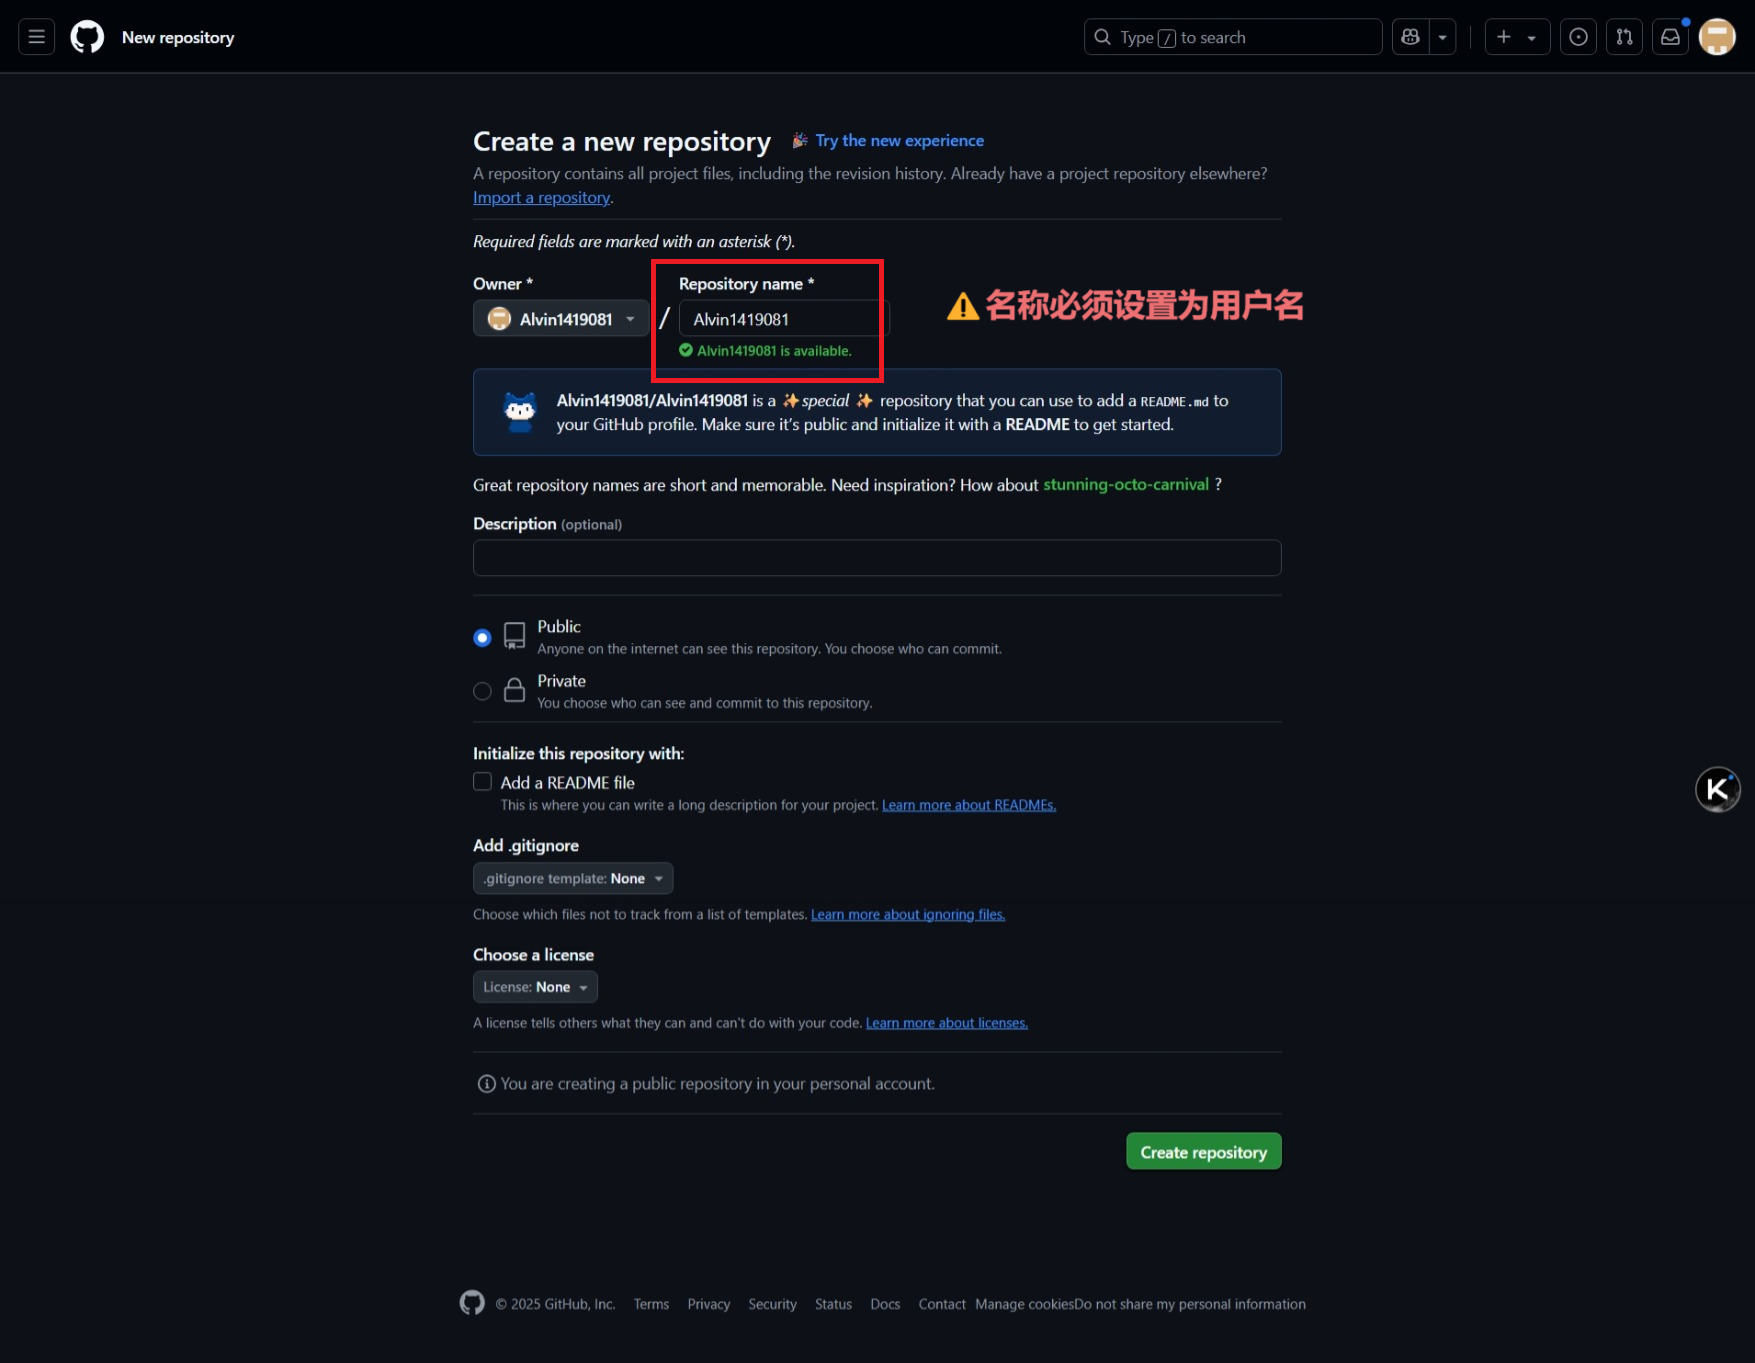 New repository
Type / to search
Create a new repository
Try the new experience
A repository contains all project files, including the revision history. Already have a project repository elsewhere?
Import a repository.
Required fields are marked with an asterisk (*).
Owner *
Repository name *
Alvin1419081
/
Alvin1419081
Alvin1419081 is available.
⚠️名称必须设置为用户名
Alvin1419081/Alvin1419081 is a ✨special ✨ repository that you can use to add a README.md to
your GitHub profile. Make sure it's public and initialize it with a README to get started.
Great repository names are short and memorable. Need inspiration? How about stunning-octo-carnival ?
Description (optional)
Public
Anyone on the internet can see this repository. You choose who can commit.
Private
You choose who can see and commit to this repository.
Initialize this repository with:
Add a README file
This is where you can write a long description for your project. Learn more about READMEs.
Add .gitignore
.gitignore template: None
Choose which files not to track from a list of templates. Learn more about ignoring files.
Choose a license
License: None
A license tells others what they can and can't do with your code. Learn more about licenses.
You are creating a public repository in your personal account.
Create repository
K
© 2025 GitHub, Inc. Terms Privacy Security Status Docs Contact Manage cookiesDo not share my personal information